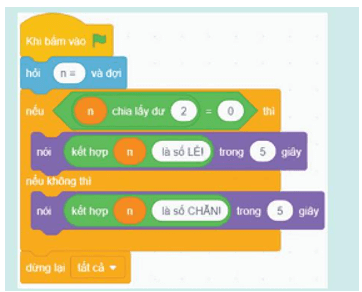 Khi bấm vào
hỏi n = và đợi
nếu n chia lấy dư 2 = 0 thì
nói kết hợp n là số LẺ! trong 5 giây
nếu không thì
nói kết hợp n là số CHẴN! trong 5 giây
dừng lại tất cả